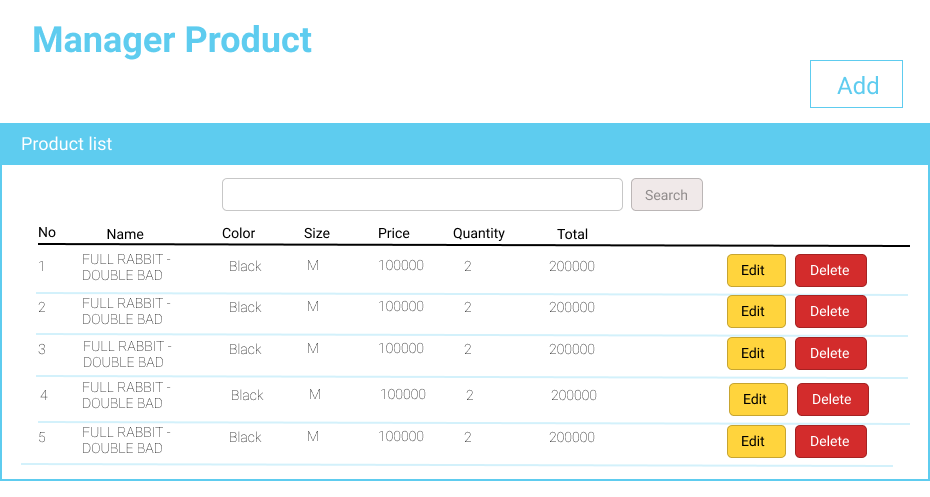 Manager Product
Add
Product list
Search
No Name Color Size Price Quantity Total
1 FULL RABBIT - Black M 100000 2 200000 Edit Delete
DOUBLE BAD
2 FULL RABBIT - Black M 100000 2 200000 Edit Delete
DOUBLE BAD
3 FULL RABBIT - Black M 100000 2 200000 Edit Delete
DOUBLE BAD
4 FULL RABBIT - Black M 100000 2 200000 Edit Delete
DOUBLE BAD
5 FULL RABBIT - Black M 100000 2 200000 Edit Delete
DOUBLE BAD